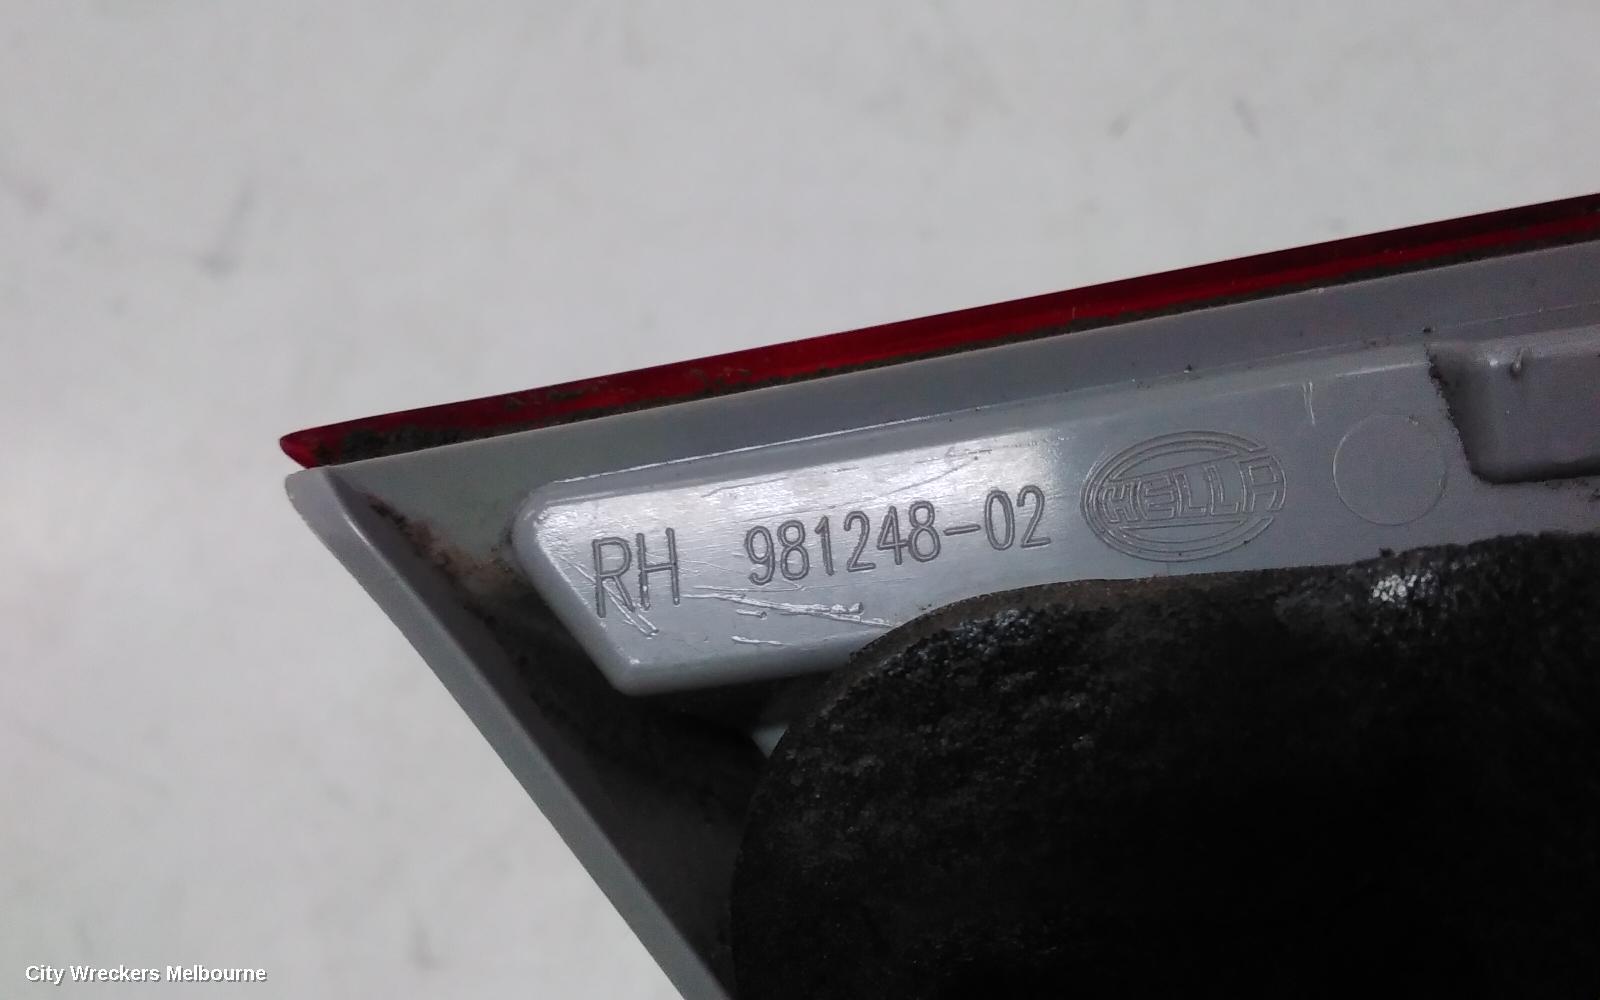 RH 981248-02 HELLA
City Wreckers Melbourne